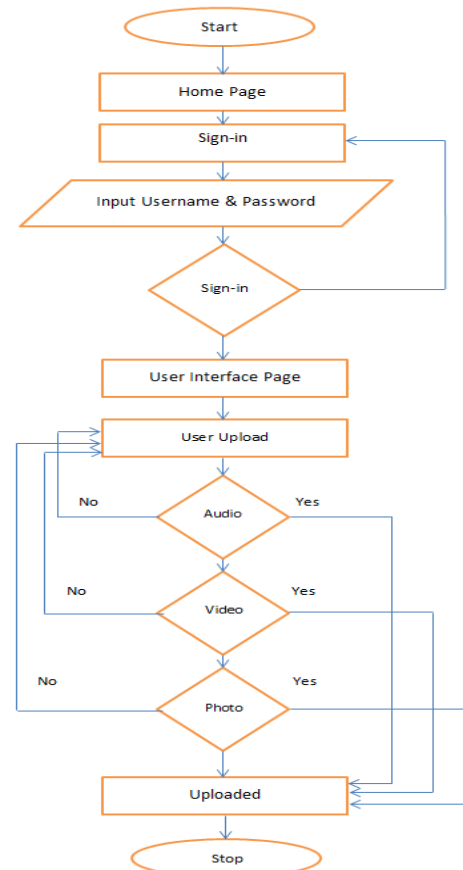 Start
Home Page
Sign-in
Input Username & Password
Sign-in
User Interface Page
User Upload
No
Audio
Yes
No
Video
Yes
No
Photo
Yes
Uploaded
Stop